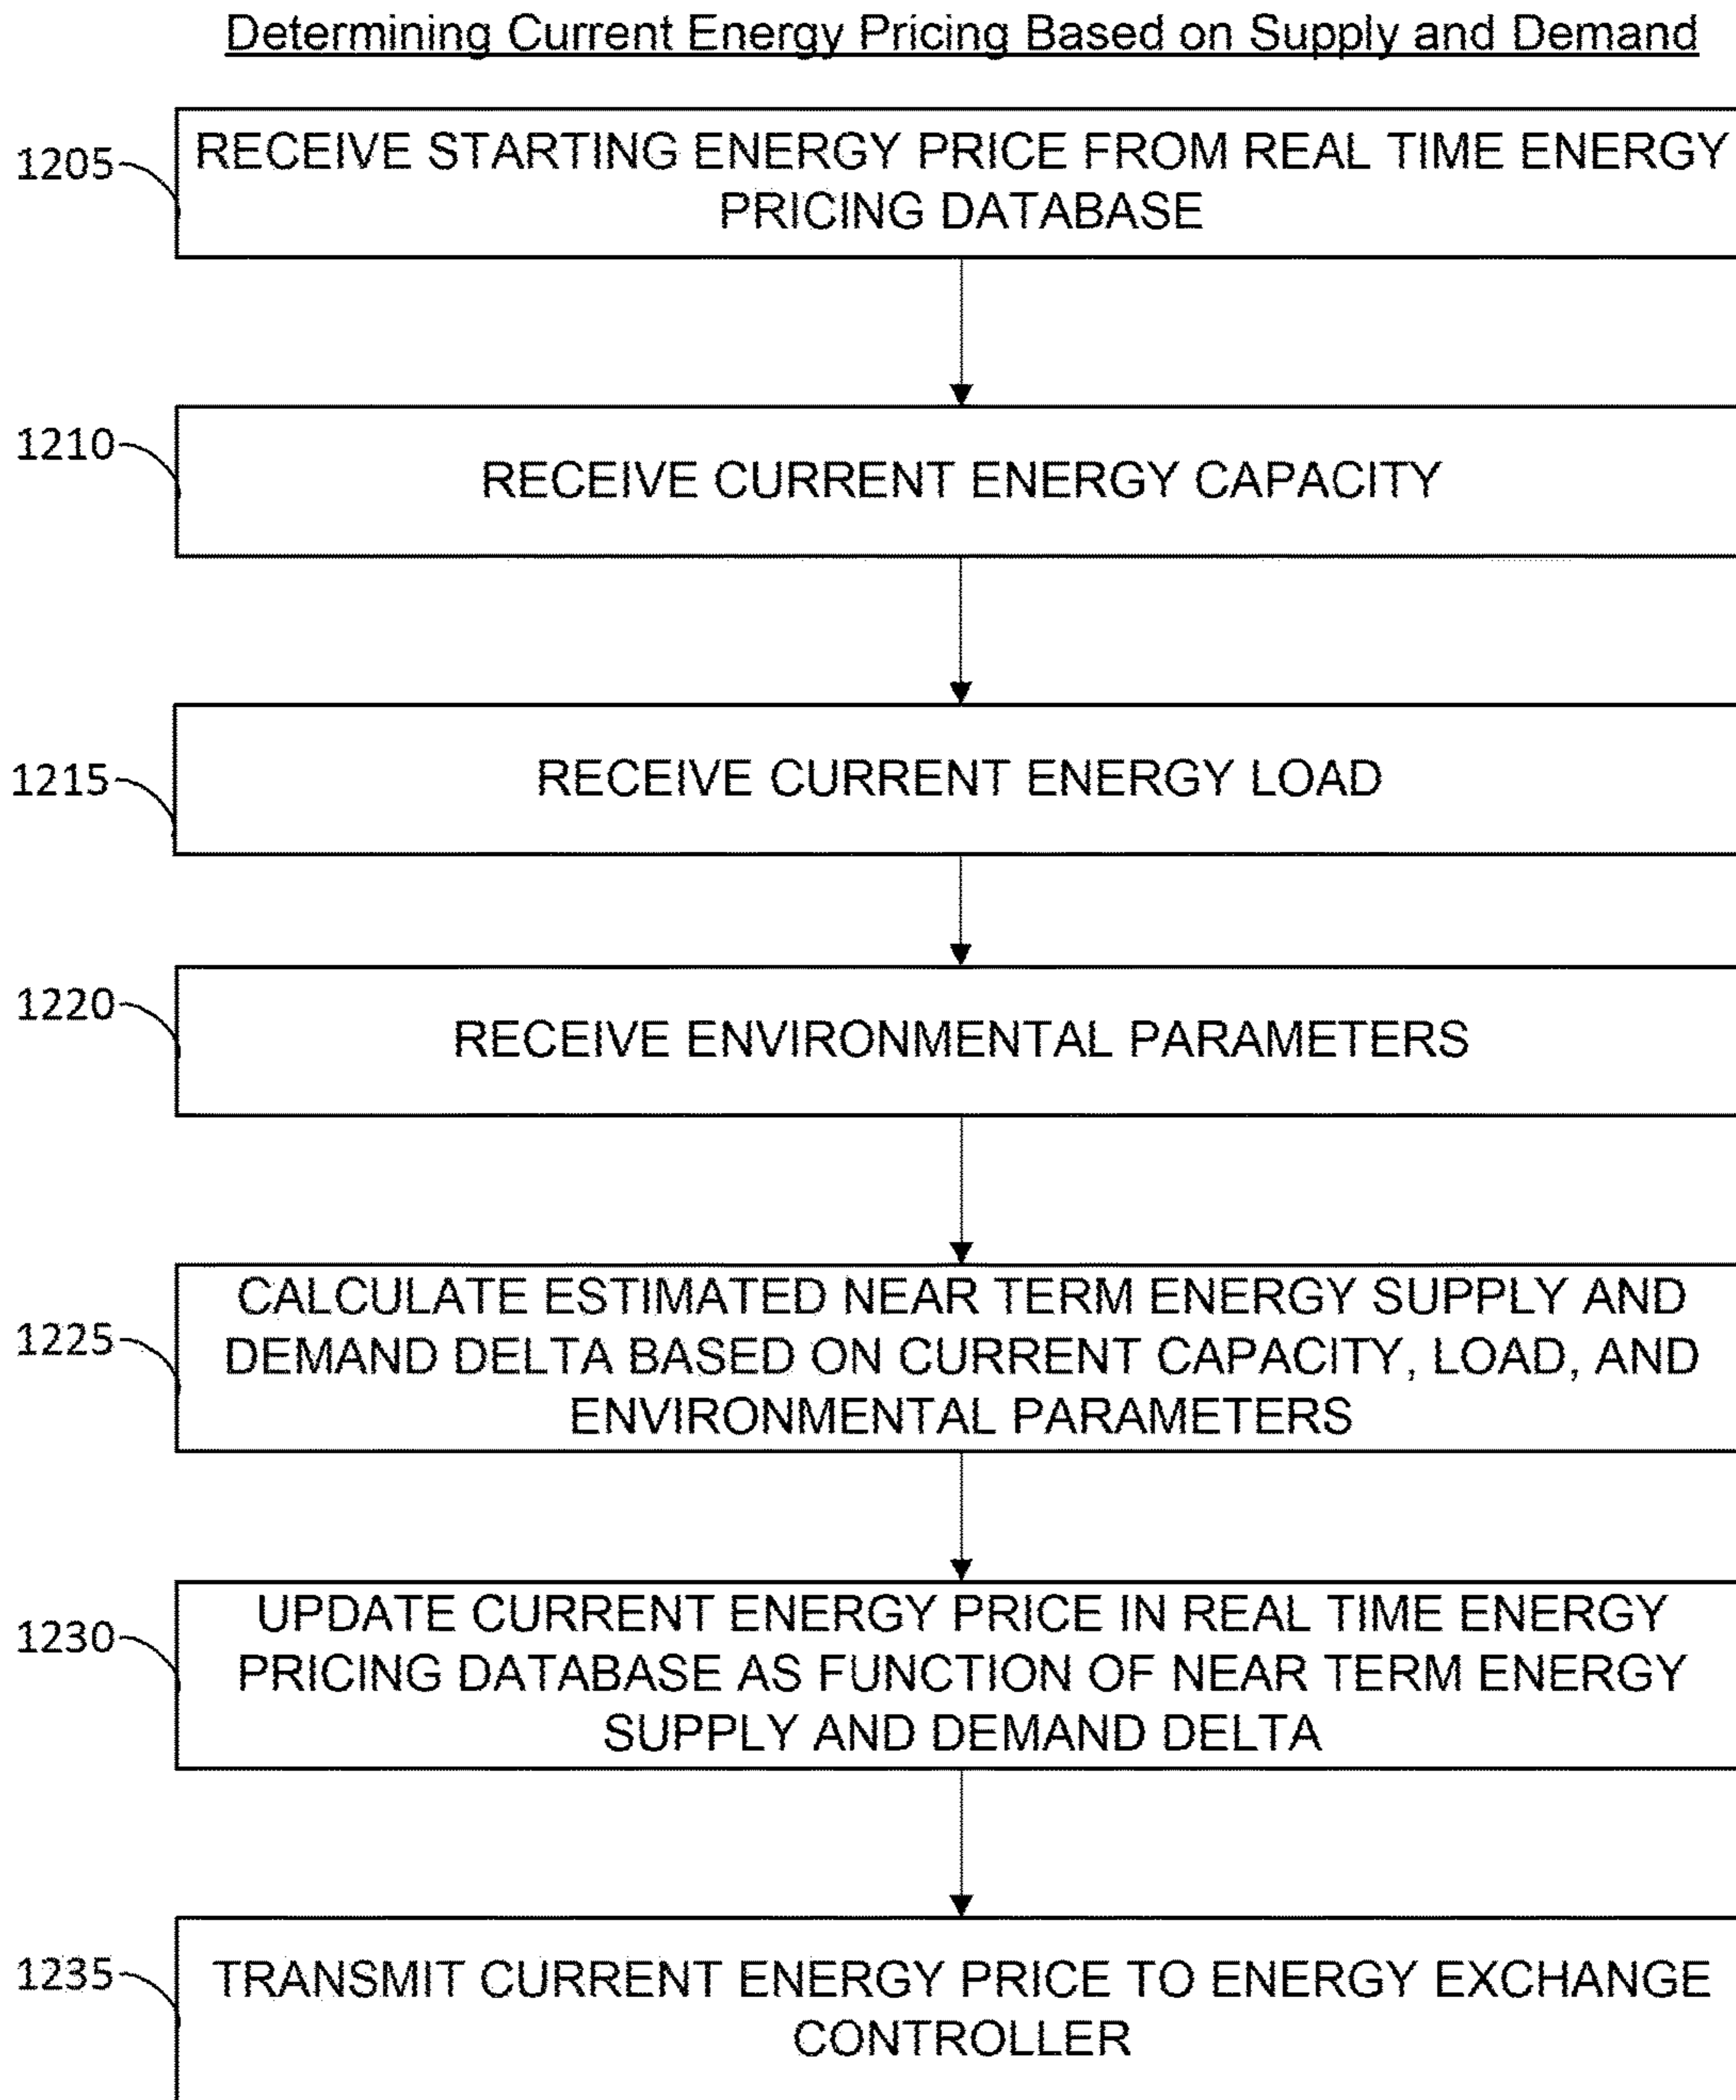 Determining Current Energy Pricing Based on Supply and Demand
1205
RECEIVE STARTING ENERGY PRICE FROM REAL TIME ENERGY
PRICING DATABASE
1210
RECEIVE CURRENT ENERGY CAPACITY
1215
RECEIVE CURRENT ENERGY LOAD
1220
RECEIVE ENVIRONMENTAL PARAMETERS
1225
CALCULATE ESTIMATED NEAR TERM ENERGY SUPPLY AND
DEMAND DELTA BASED ON CURRENT CAPACITY, LOAD, AND
ENVIRONMENTAL PARAMETERS
1230
UPDATE CURRENT ENERGY PRICE IN REAL TIME ENERGY
PRICING DATABASE AS FUNCTION OF NEAR TERM ENERGY
SUPPLY AND DEMAND DELTA
1235
TRANSMIT CURRENT ENERGY PRICE TO ENERGY EXCHANGE
CONTROLLER